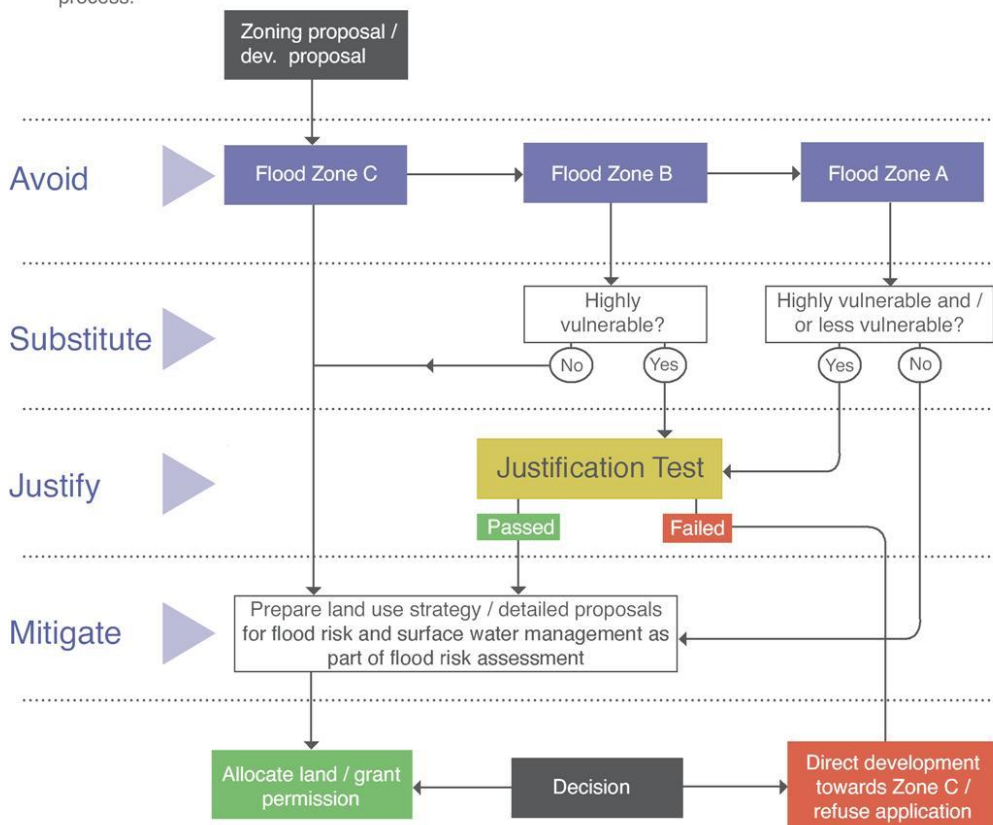 process.
Zoning proposal /
dev. proposal
Avoid
Flood Zone C
Flood Zone B
Flood Zone A
Substitute
Highly
vulnerable?
Highly vulnerable and /
or less vulnerable?
No
Yes
Yes
No
Justify
Justification Test
Passed
Failed
Mitigate
Prepare land use strategy / detailed proposals
for flood risk and surface water management as
part of flood risk assessment
Allocate land / grant
permission
Decision
Direct development
towards Zone C /
refuse application